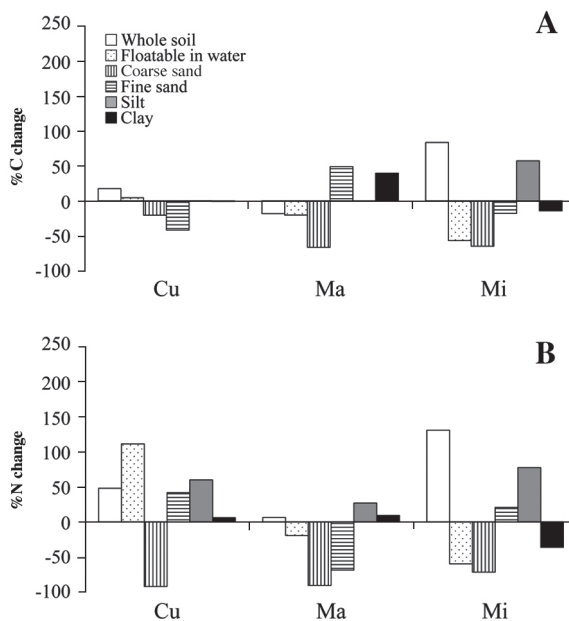 A
250
200
150
100
50
0
-50
-100
%C change
Whole soil
Floatable in water
Coarse sand
Fine sand
Silt
Clay
Cu Ma Mi
B
250
200
150
100
50
0
-50
-100
%N change
Cu Ma Mi